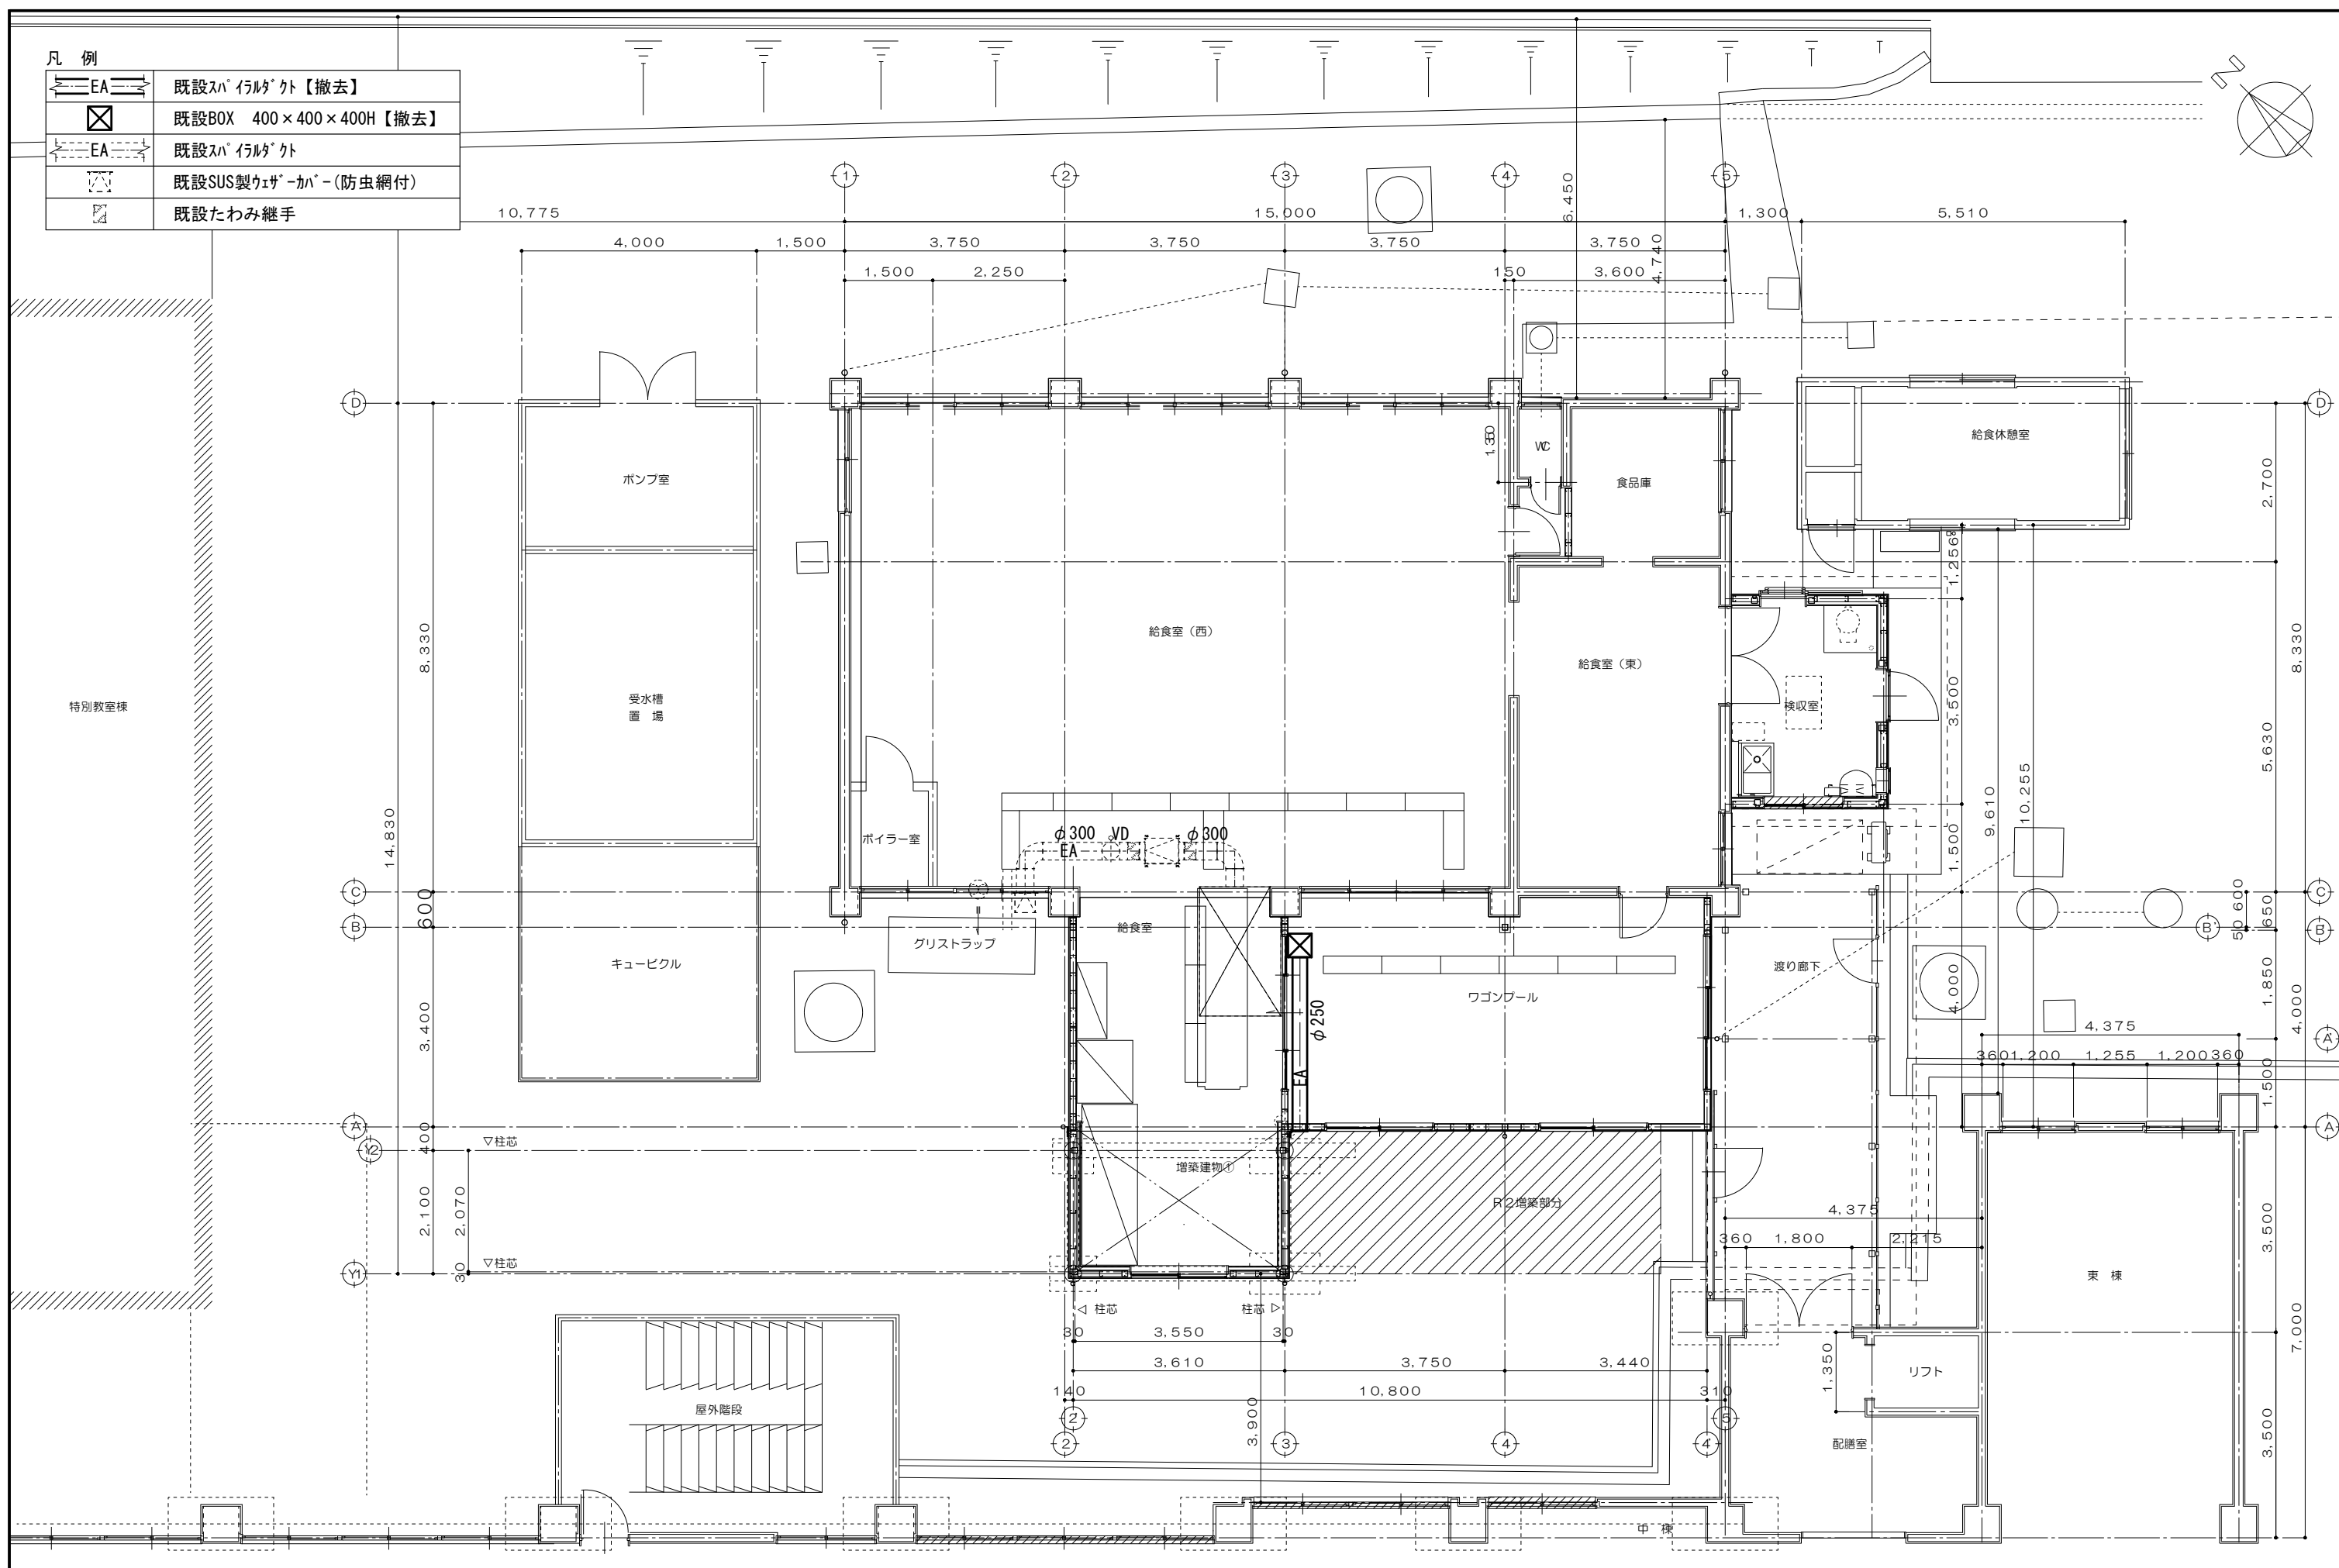 凡 例
EA 既設ｽﾊﾟｲﾗﾙﾀﾞｸﾄ【撤去】
既設BOX 400×400×400H【撤去】
EA 既設ｽﾊﾟｲﾗﾙﾀﾞｸﾄ
既設SUS製ｳｪｻﾞｰｶﾊﾞｰ(防虫網付)
既設たわみ継手
N
1 2 3 4 5
10,775 15,000 1,300 5,510
6,450
4,740
4,000 1,500 3,750 3,750 3,750 3,750
1,500 2,250 150 3,600
D D
給食休憩室
ポンプ室
WC
食品庫
2,700
1,256
8,330
給食室（西）
給食室（東）
特別教室棟
受水槽
置 場
検収室
3,500
8,330
5,630
9,610
10,255
14,830
ボイラー室
φ300 VD φ300
EA
1,500
C C
600
B B' B'
600
50
650
給食室
グリストラップ
キュービクル
渡り廊下
ワゴンプール
φ250
EA
4,000
1,850
4,000
3,400
4,375
A'
360 1,200 1,255 1,200 360
1,500
A A
400
Y2
▽柱芯
増築建物①
R2増築部分
2,100
2,070
4,375
3,500
360 1,800 2,215
30
Y1
▽柱芯
東 棟
◁ 柱芯 柱芯 ▷
30 3,550 30
7,000
3,610 3,750 3,440
1,350
リフト
140 10,800 310
屋外階段
3,900
2' 5
2 3 4 4'
配膳室
3,500
中 棟